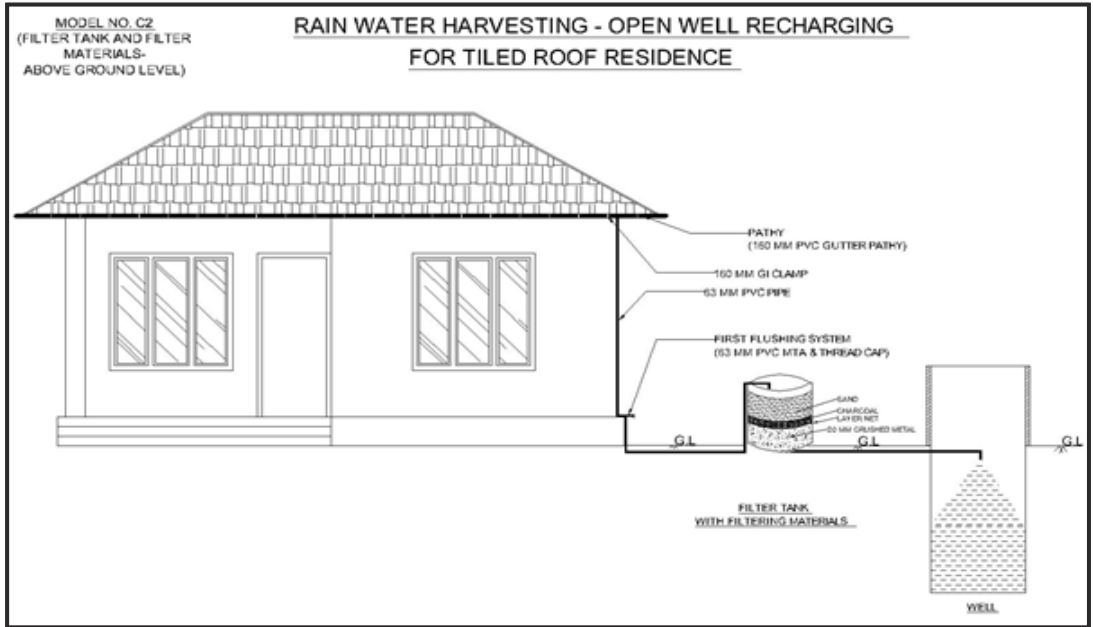 MODEL NO. C2
(FILTER TANK AND FILTER
MATERIALS-
ABOVE GROUND LEVEL)
RAIN WATER HARVESTING - OPEN WELL RECHARGING
FOR TILED ROOF RESIDENCE
PATHY
(160 MM PVC GUTTER PATHY)
160 MM GI CLAMP
63 MM PVC PIPE
FIRST FLUSHING SYSTEM
(63 MM PVC MTA & THREAD CAP)
SAND
CHARCOAL
LAYER NET
20 MM CRUSHED METAL
G.L
G.L
G.L
FILTER TANK
WITH FILTERING MATERIALS
WELL